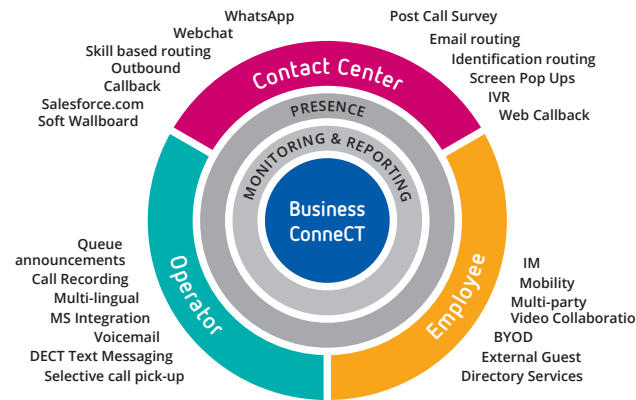 WhatsApp
Webchat
Skill based routing
Outbound
Callback
Salesforce.com
Soft Wallboard
Post Call Survey
Email routing
Identification routing
Screen Pop Ups
IVR
Web Callback
Contact Center
PRESENCE
MONITORING & REPORTING
Business
ConneCT
Operator
Employee
Queue
announcements
Call Recording
Multi-lingual
MS Integration
Voicemail
DECT Text Messaging
Selective call pick-up
IM
Mobility
Multi-party
Video Collaboratio
BYOD
External Guest
Directory Services